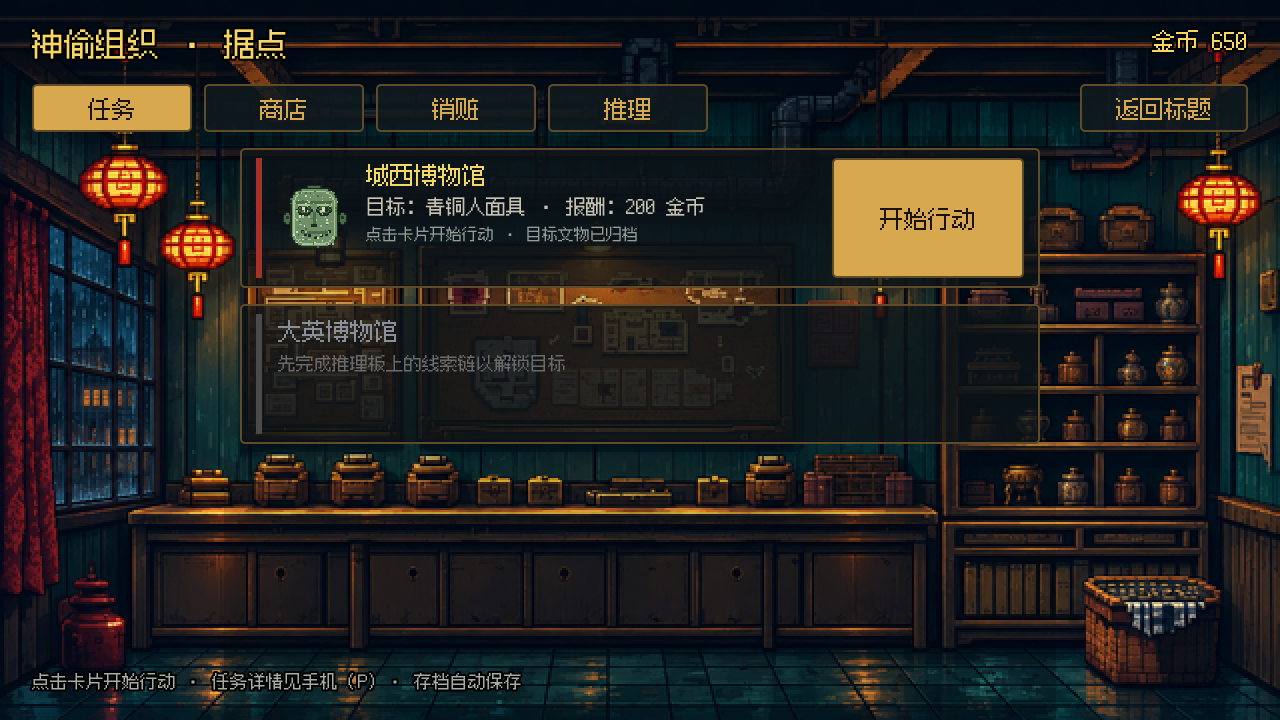 神偷组织 · 据点
金币 650
任务
商店
销赃
推理
返回标题
城西博物馆
目标: 青铜人面具 · 报酬: 200 金币
点击卡片开始行动 · 目标文物已归档
开始行动
大英博物馆
先完成推理板上的线索链以解锁目标
点击卡片开始行动 · 任务详情见手机 (P) · 存档自动保存